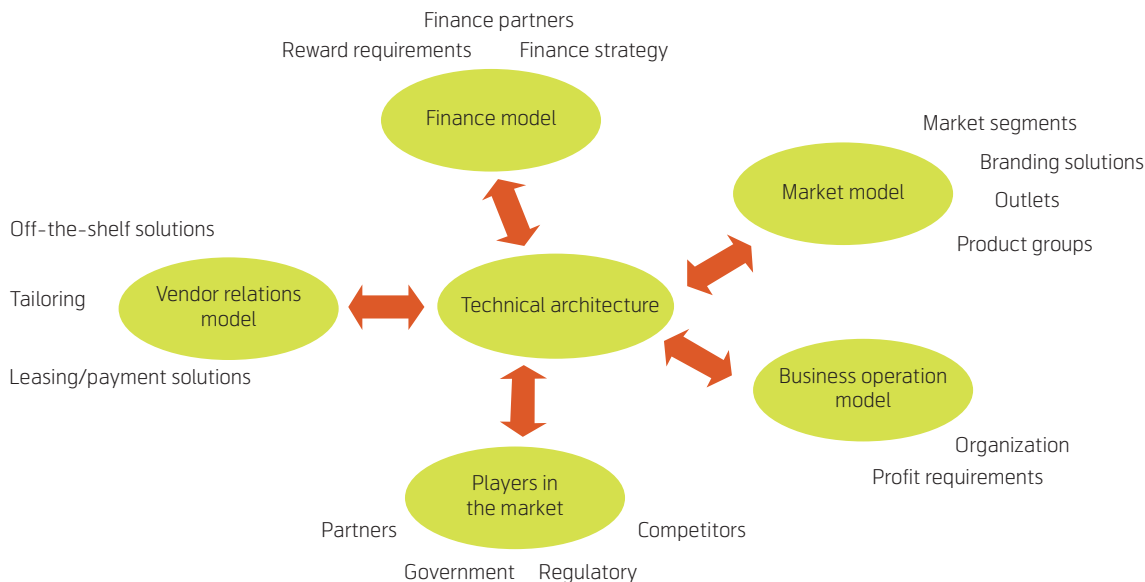 Finance partners
Reward requirements
Finance strategy
Finance model
Market segments
Branding solutions
Market model
Outlets
Product groups
Off-the-shelf solutions
Tailoring
Vendor relations
model
Leasing/payment solutions
Technical architecture
Business operation
model
Organization
Profit requirements
Players in
the market
Partners
Competitors
Government
Regulatory